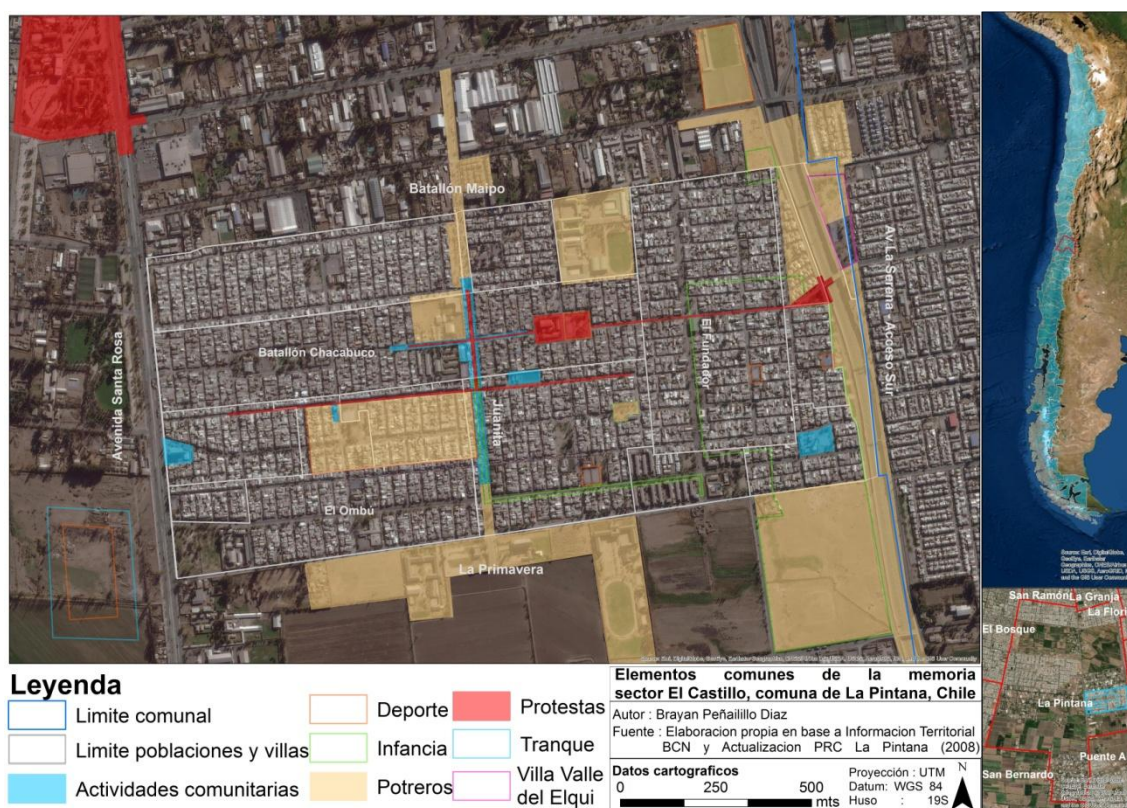 Batallón Maipo
Avenida Santa Rosa
Batallón Chacabuco
Juanita
El Fundador
Av. La Serena - Acceso Sur
El Ombú
La Primavera
Leyenda
Limite comunal
Limite poblaciones y villas
Actividades comunitarias
Deporte
Infancia
Potreros
Protestas
Tranque
Villa Valle
del Elqui
Elementos comunes de la memoria
sector El Castillo, comuna de La Pintana, Chile
Autor : Brayan Peñailillo Diaz
Fuente : Elaboracion propia en base a Informacion Territorial
BCN y Actualizacion PRC La Pintana (2008)
Datos cartograficos
0 250 500
mts
Proyección : UTM
Datum: WGS 84
Huso : 19S
N
San Ramón La Granja
La Flori
El Bosque
La Pintana
Puente A
San Bernardo